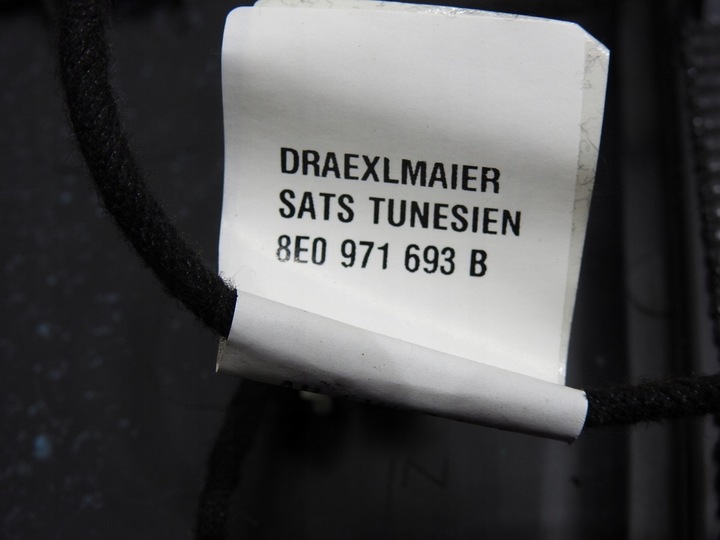 DRAEXLMAIER
SATS TUNESIEN
8E0 971 693 B